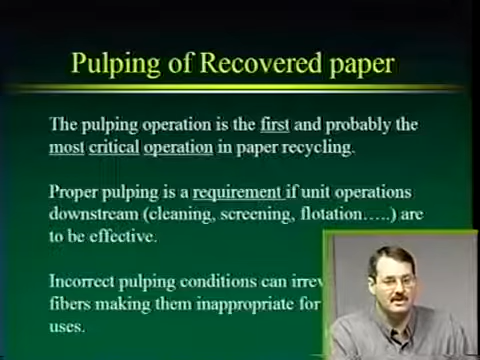 Pulping of Recovered paper
The pulping operation is the first and probably the
most critical operation in paper recycling.
Proper pulping is a requirement if unit operations
downstream (cleaning, screening, flotation…..) are
to be effective.
Incorrect pulping conditions can
fibers making them inappropriate for
uses.